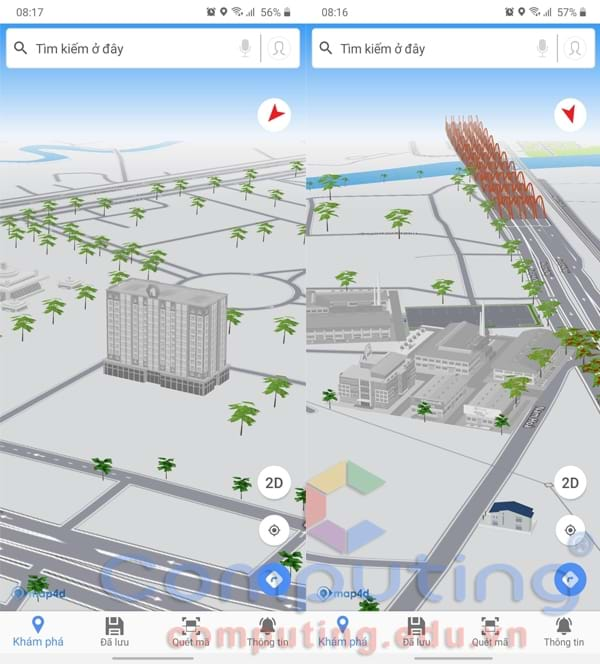 08:17
56%
Tìm kiếm ở đây
2D
map4d
Khám phá
Đã lưu
Quét mã
Thông tin
08:16
57%
Tìm kiếm ở đây
2D
map4d
Khám phá
Đã lưu
Quét mã
Thông tin
Computing®
computing.edu.vn